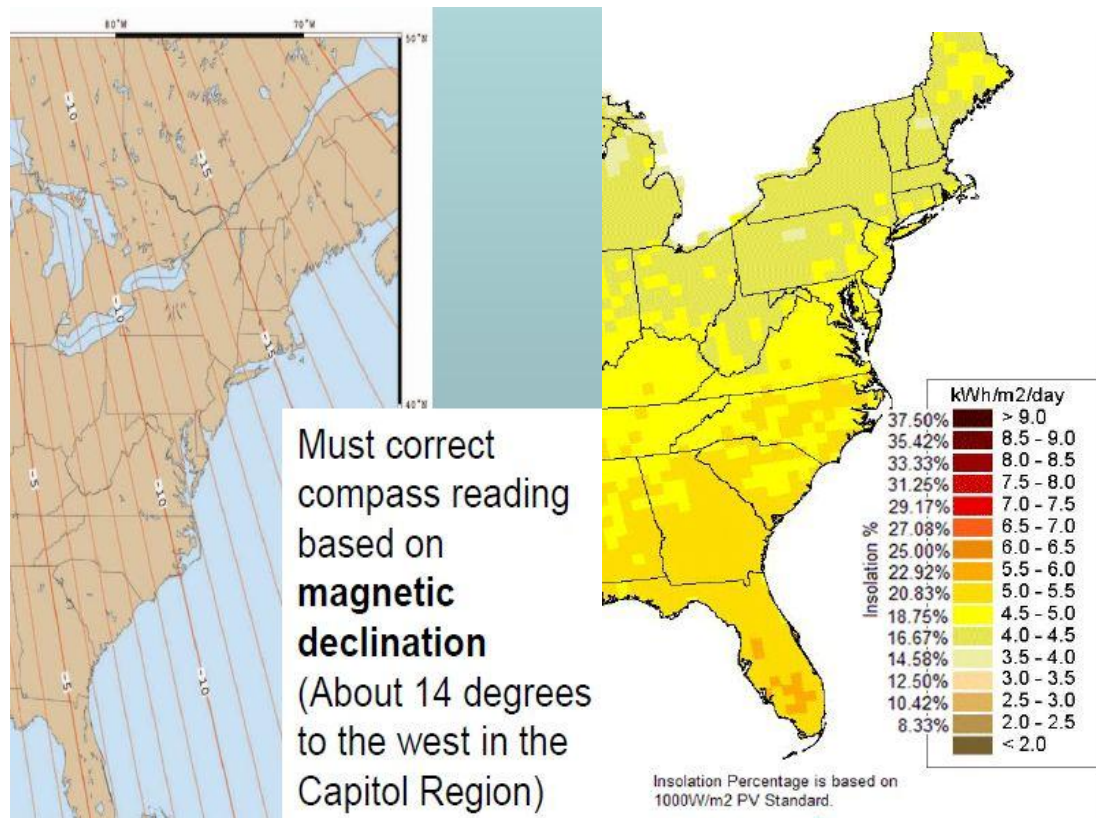 80°W
70°W
50°N
-10
-15
-10
-15
40°N
-5
-10
-5
-10
Must correct
compass reading
based on
magnetic
declination
(About 14 degrees
to the west in the
Capitol Region)
kWh/m2/day
Insolation %
37.50%
> 9.0
35.42%
8.5 - 9.0
33.33%
8.0 - 8.5
31.25%
7.5 - 8.0
29.17%
7.0 - 7.5
27.08%
6.5 - 7.0
25.00%
6.0 - 6.5
22.92%
5.5 - 6.0
20.83%
5.0 - 5.5
18.75%
4.5 - 5.0
16.67%
4.0 - 4.5
14.58%
3.5 - 4.0
12.50%
3.0 - 3.5
10.42%
2.5 - 3.0
8.33%
2.0 - 2.5
< 2.0
Insolation Percentage is based on
1000W/m2 PV Standard.